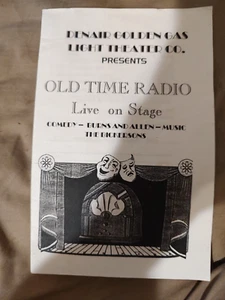 DENAIR GOLDEN GAS
LIGHT THEATER CO.
PRESENTS
OLD TIME RADIO
Live on Stage
COMEDY – BURNS AND ALLEN – MUSIC
THE BICKERSONS